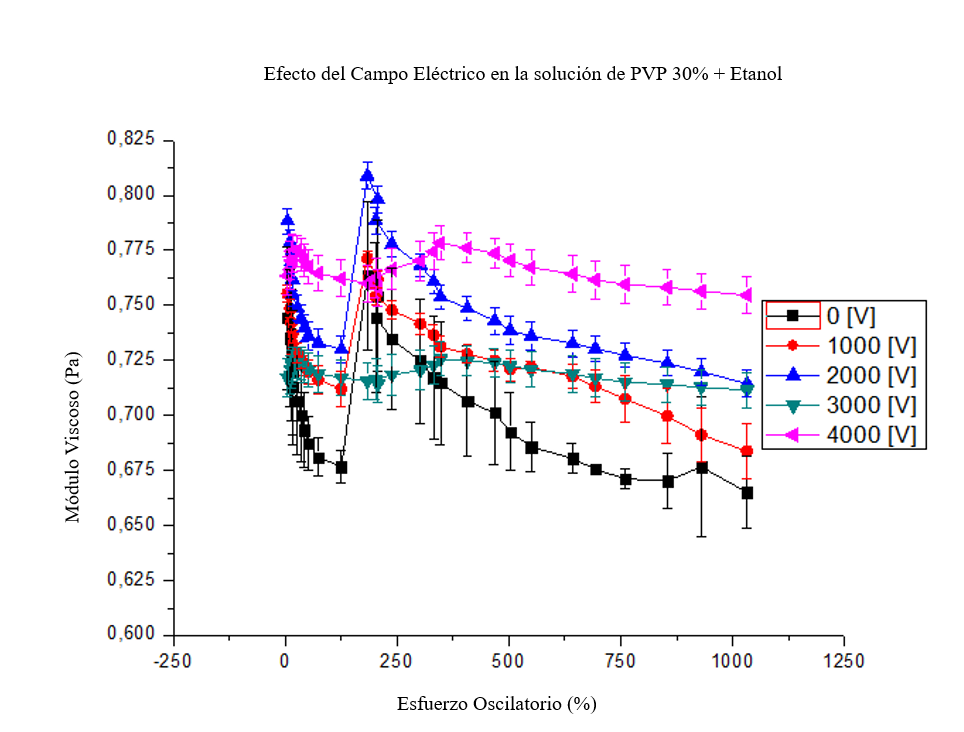 Efecto del Campo Eléctrico en la solución de PVP 30% + Etanol
0,825
0,800
0,775
0,750
0,725
0,700
0,675
0,650
0,625
0,600
Módulo Viscoso (Pa)
-250
0
250
500
750
1000
1250
Esfuerzo Oscilatorio (%)
0 [V]
1000 [V]
2000 [V]
3000 [V]
4000 [V]